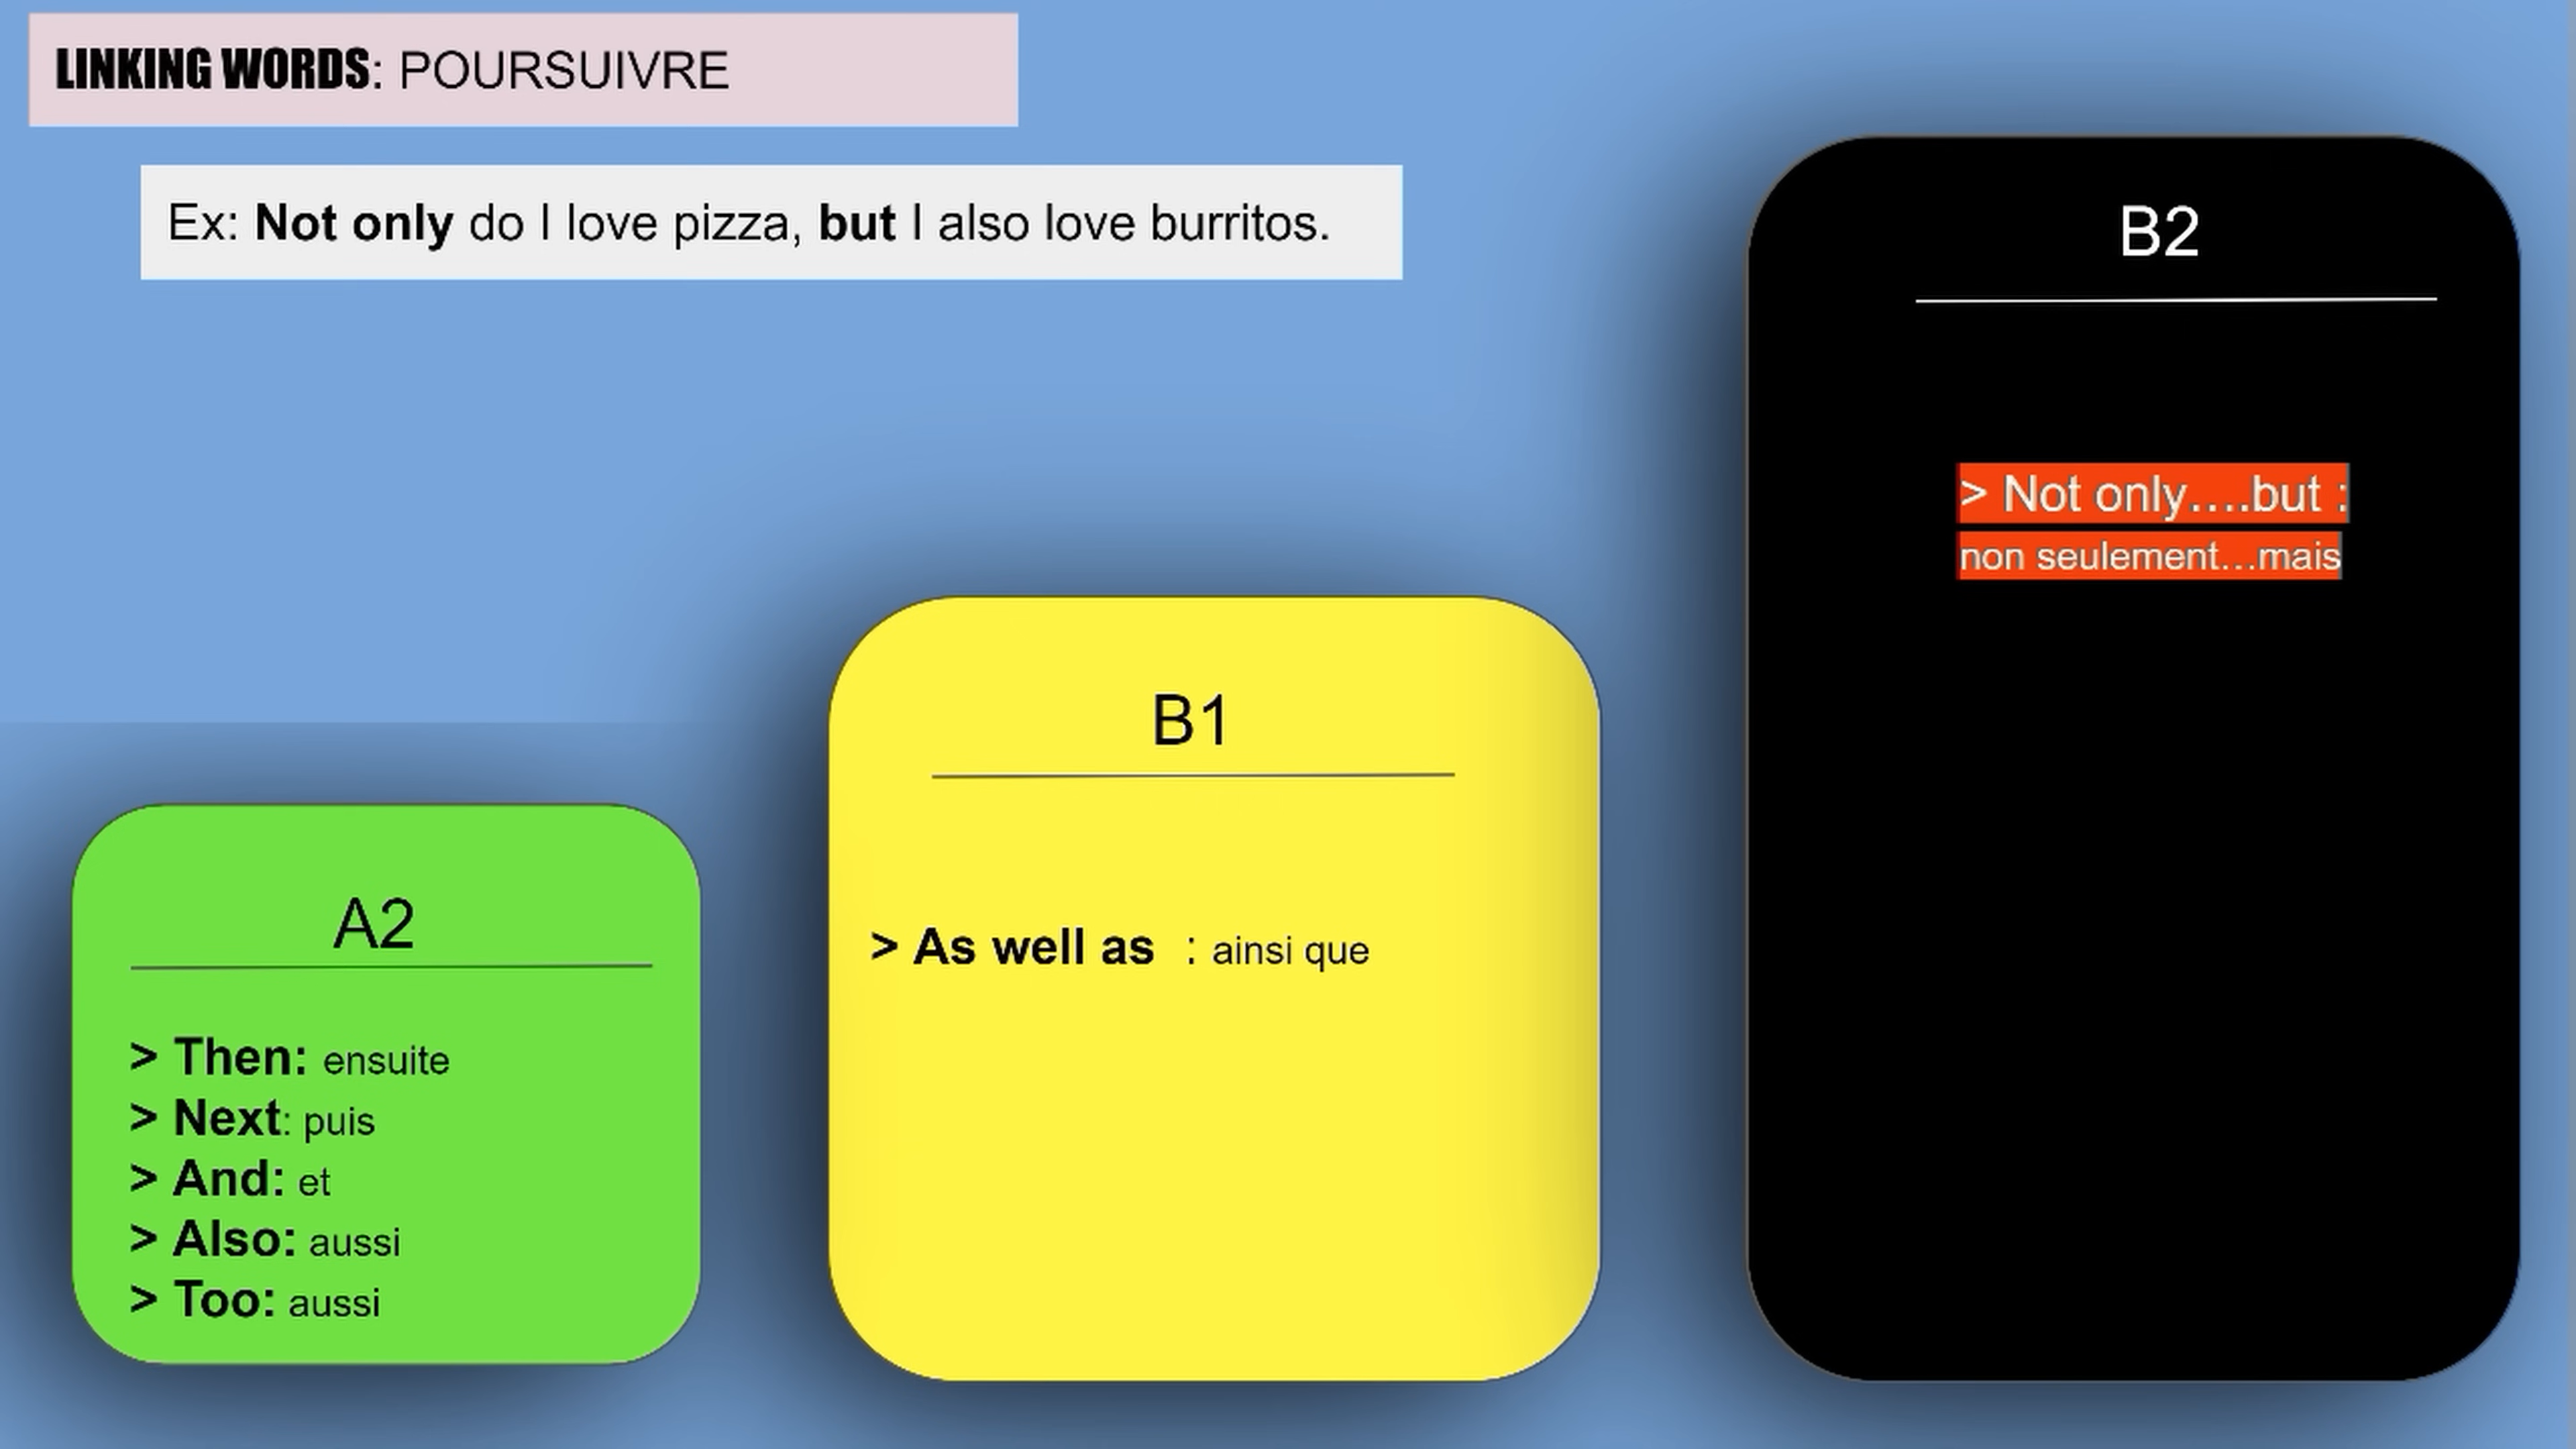 LINKING WORDS: POURSUIVRE
Ex: Not only do I love pizza, but I also love burritos.
B2
> Not only....but :
non seulement...mais
B1
> As well as : ainsi que
A2
> Then: ensuite
> Next: puis
> And: et
> Also: aussi
> Too: aussi